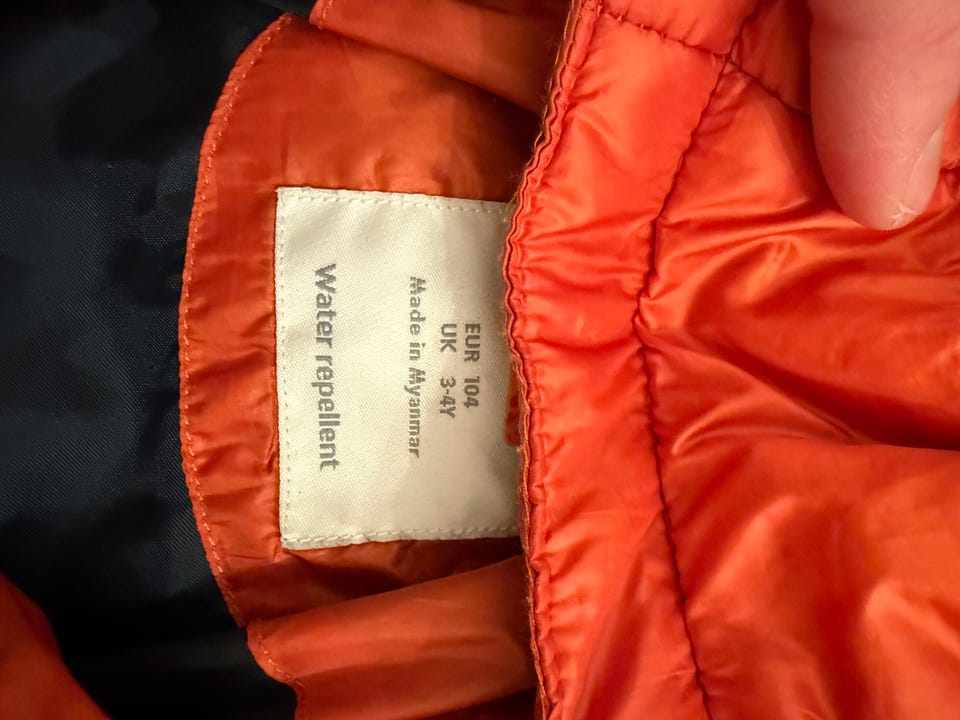 EUR 104
UK 3-4Y
Made in Myanmar
Water repellent